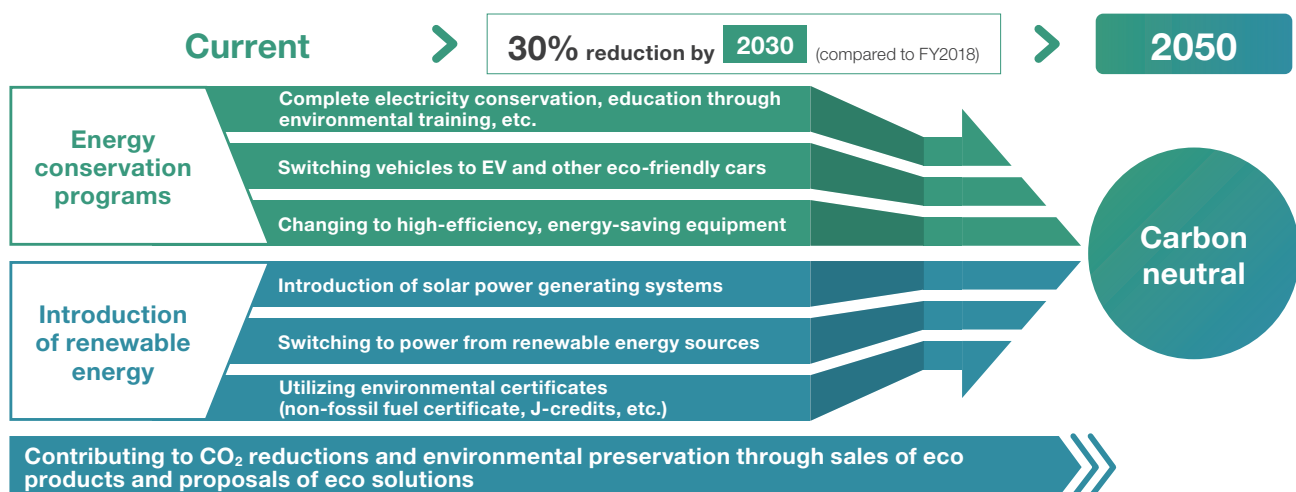 Current
30% reduction by 2030 (compared to FY2018)
2050
Energy
conservation
programs
Complete electricity conservation, education through
environmental training, etc.
Switching vehicles to EV and other eco-friendly cars
Changing to high-efficiency, energy-saving equipment
Introduction
of renewable
energy
Introduction of solar power generating systems
Switching to power from renewable energy sources
Utilizing environmental certificates
(non-fossil fuel certificate, J-credits, etc.)
Carbon
neutral
Contributing to CO₂ reductions and environmental preservation through sales of eco
products and proposals of eco solutions